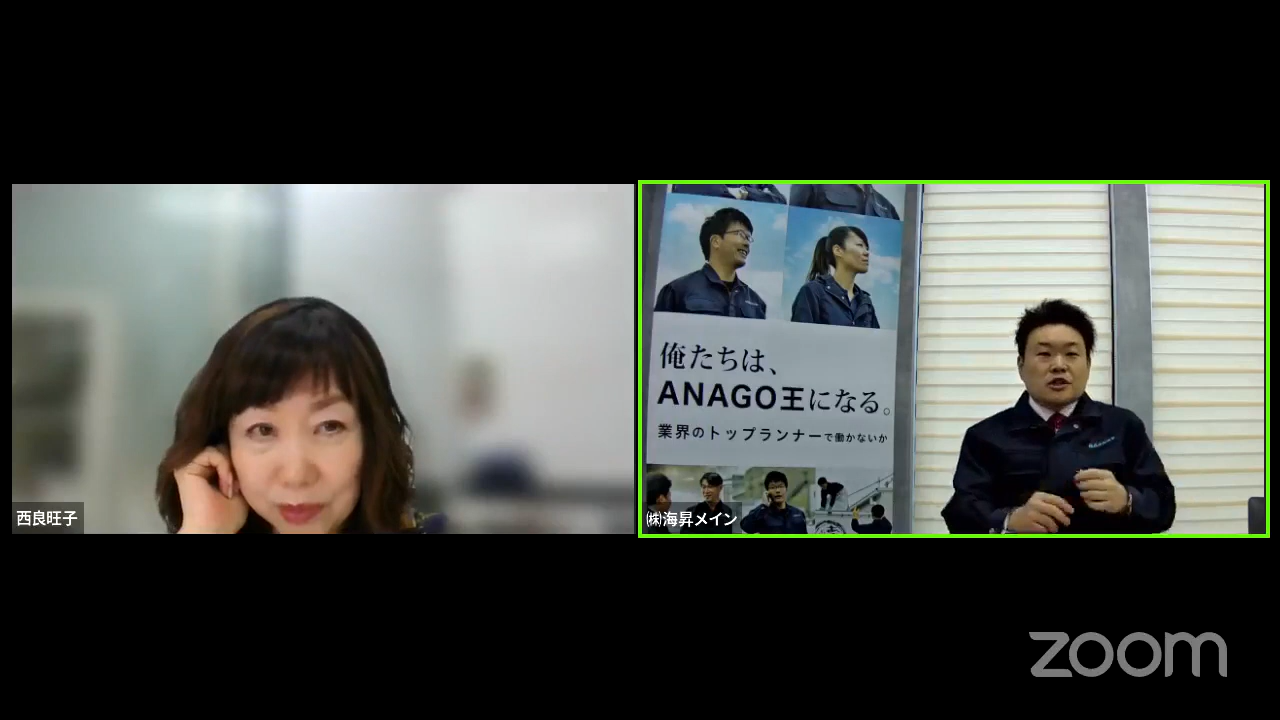 俺たちは、
ANAGO王になる。
業界のトップランナーで働かないか
西良旺子
㈱海昇メイン
zoom